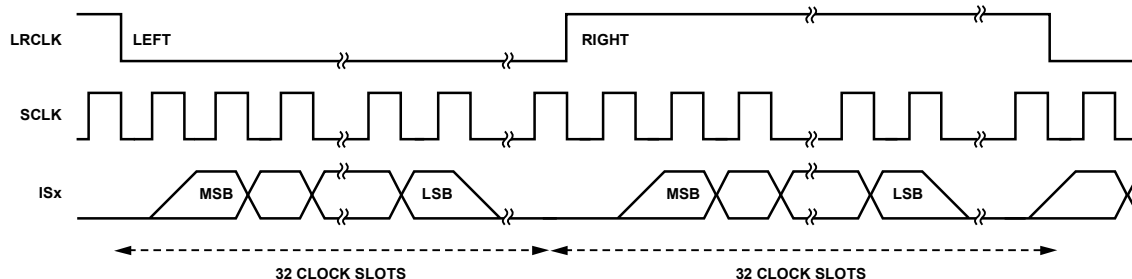 LRCLK
LEFT
RIGHT
SCLK
ISx
MSB
LSB
MSB
LSB
32 CLOCK SLOTS
32 CLOCK SLOTS